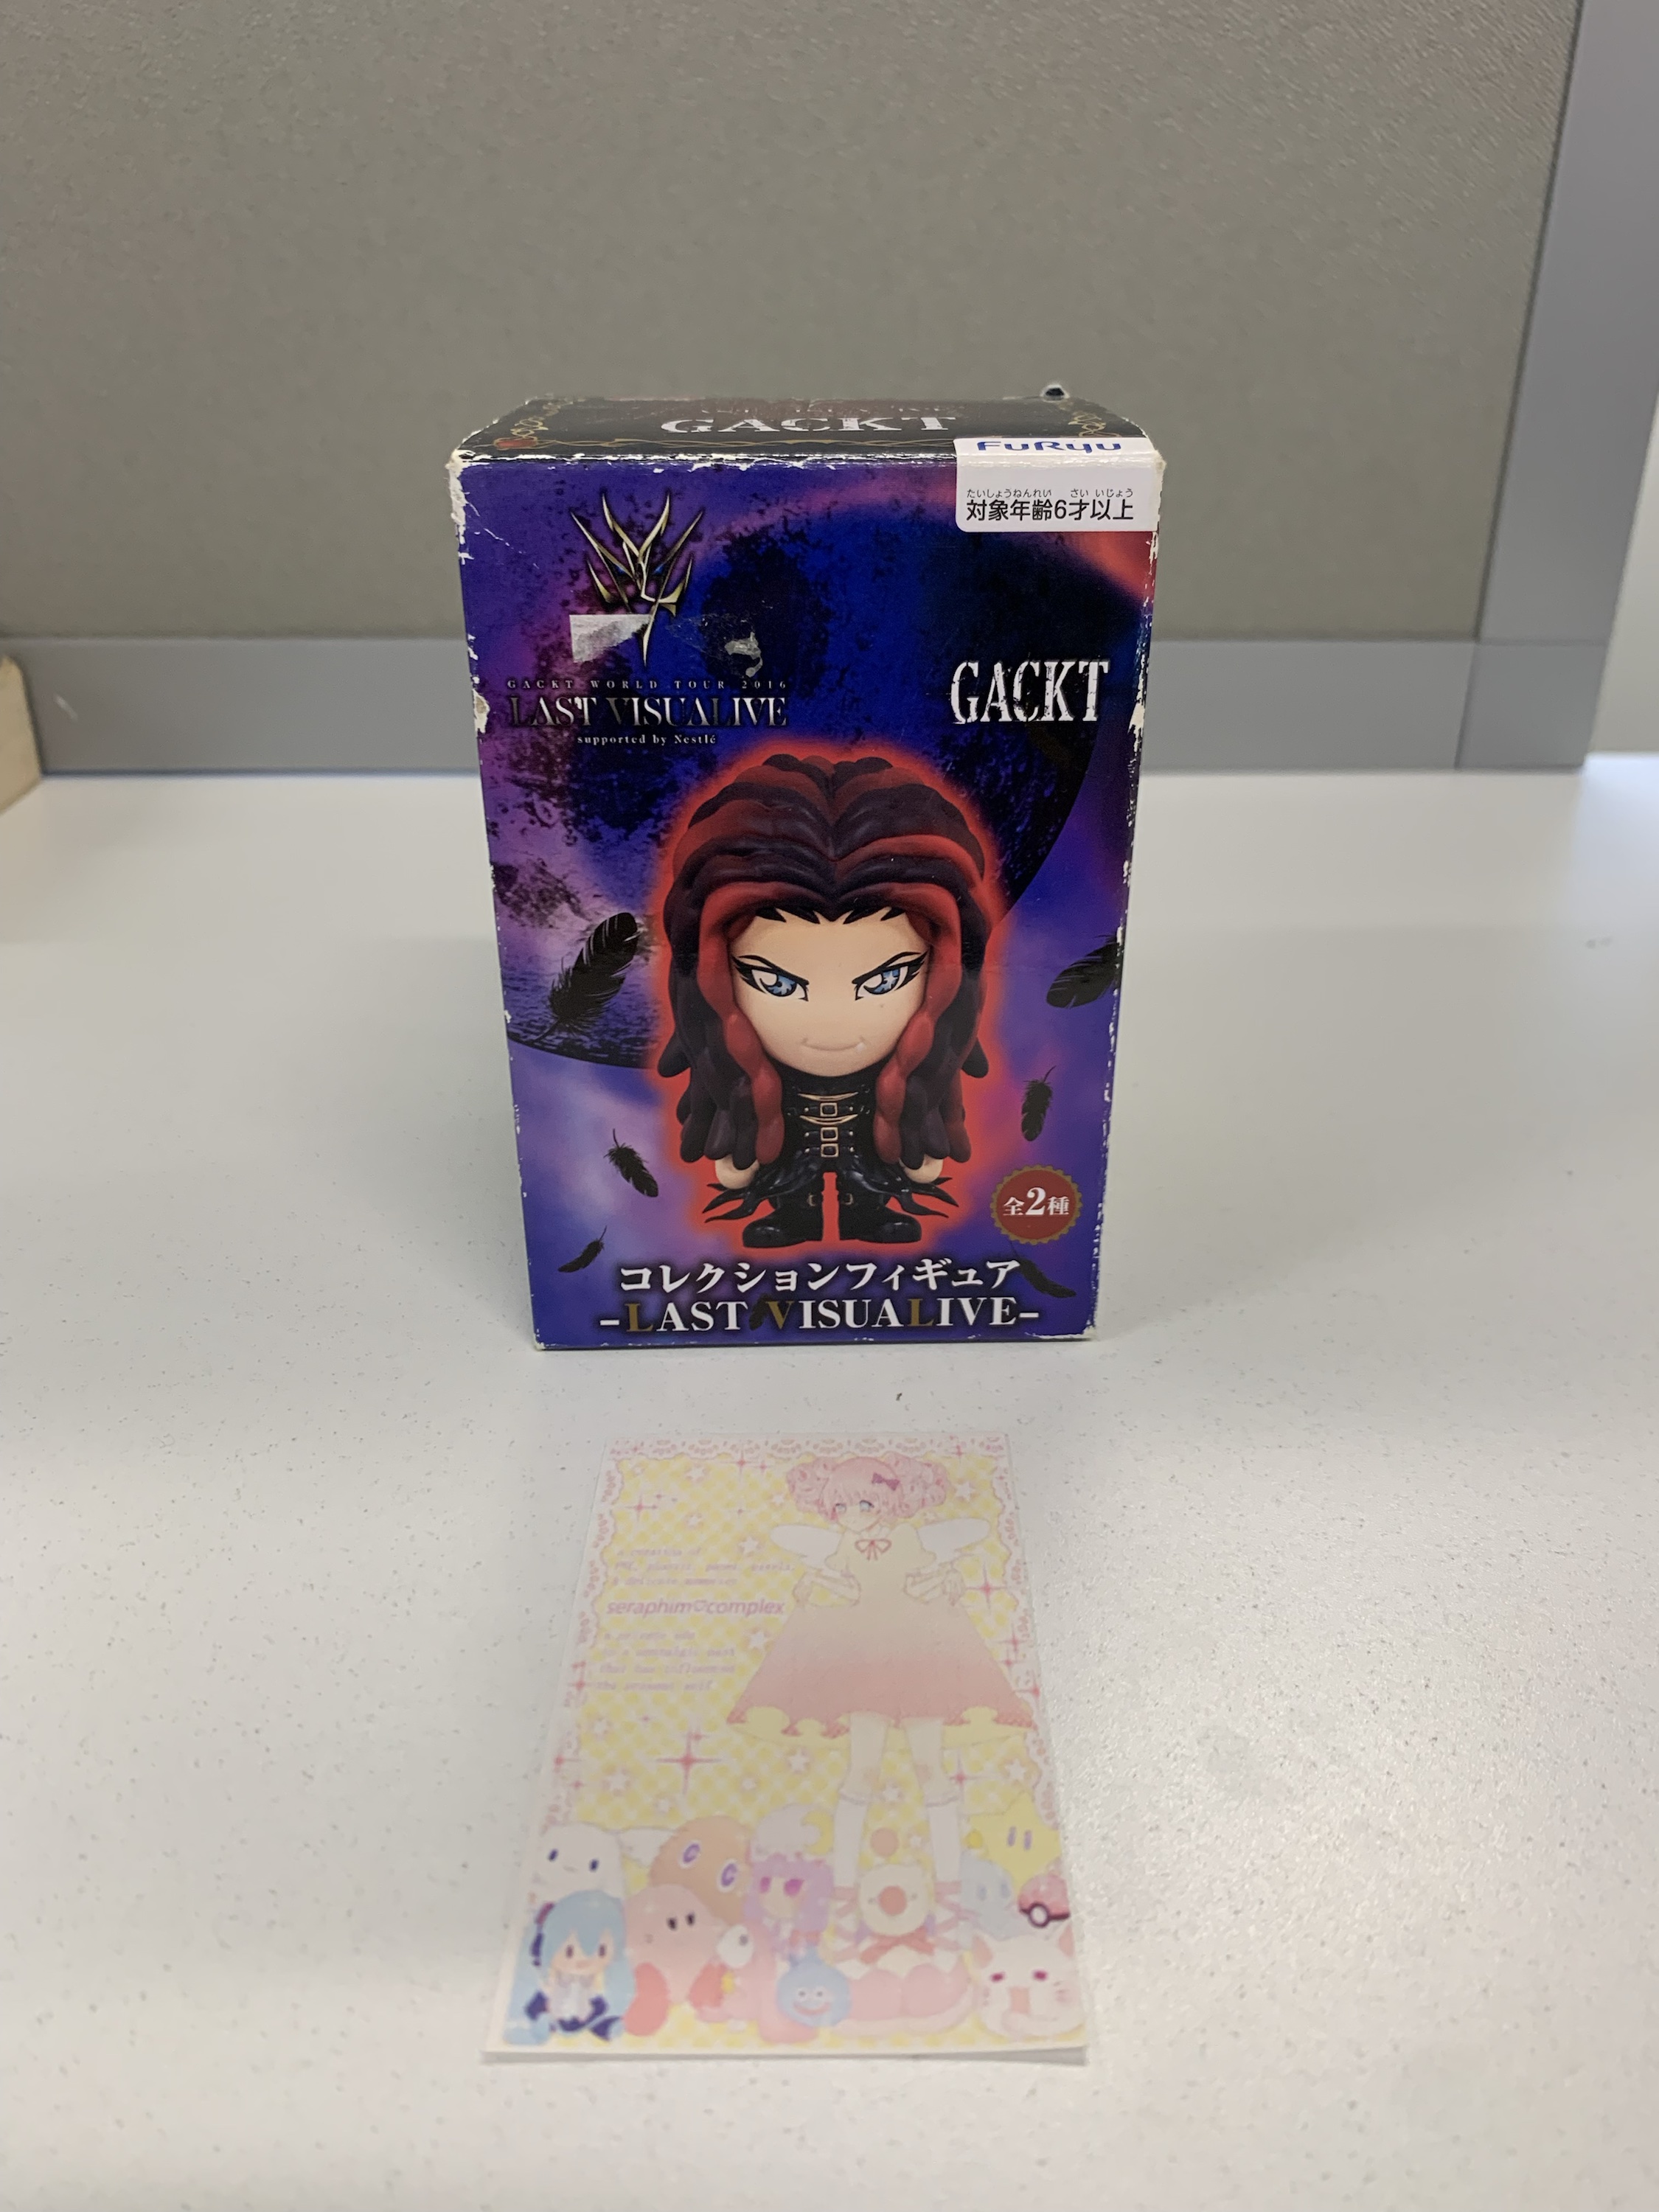 GACKT
FuRyu
たいしょうねんれい さい いじょう
対象年齢6才以上
GACKT WORLD TOUR 2016
LAST VISUALIVE
supported by Nestlé
GACKT
全2種
コレクションフィギュア
-LAST VISUALIVE-
seraphim♡complex